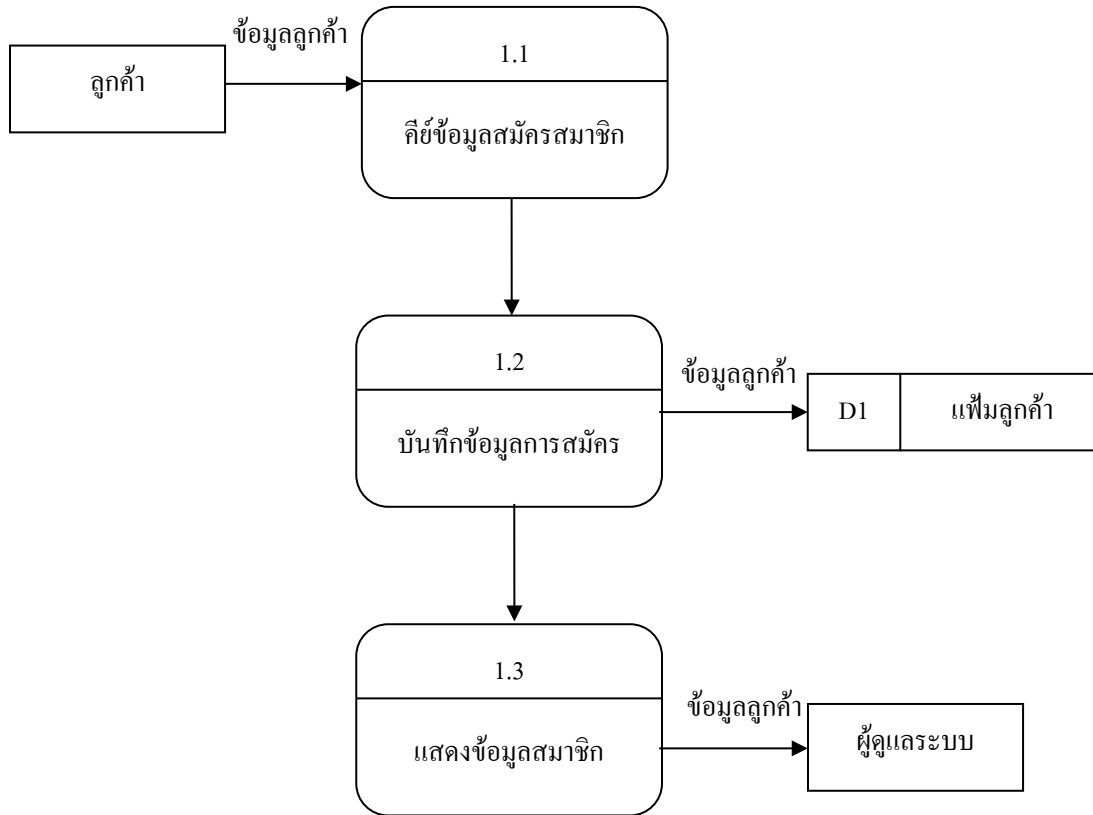 ข้อมูลลูกค้า
ลูกค้า
1.1
คีย์ข้อมูลสมัครสมาชิก
1.2
บันทึกข้อมูลการสมัคร
ข้อมูลลูกค้า
D1
แฟ้มลูกค้า
1.3
แสดงข้อมูลสมาชิก
ข้อมูลลูกค้า
ผู้ดูแลระบบ